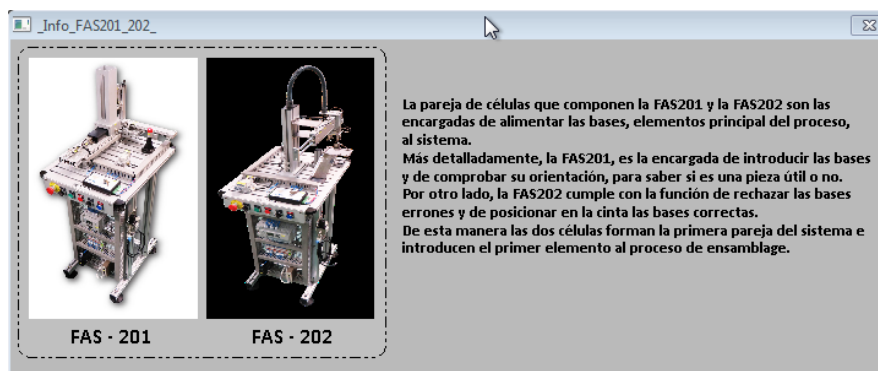 _Info_FAS201_202_
La pareja de células que componen la FAS201 y la FAS202 son las
encargadas de alimentar las bases, elementos principal del proceso,
al sistema.
Más detalladamente, la FAS201, es la encargada de introducir las bases
y de comprobar su orientación, para saber si es una pieza útil o no.
Por otro lado, la FAS202 cumple con la función de rechazar las bases
errones y de posicionar en la cinta las bases correctas.
De esta manera las dos células forman la primera pareja del sistema e
introducen el primer elemento al proceso de ensamblage.
FAS - 201
FAS - 202